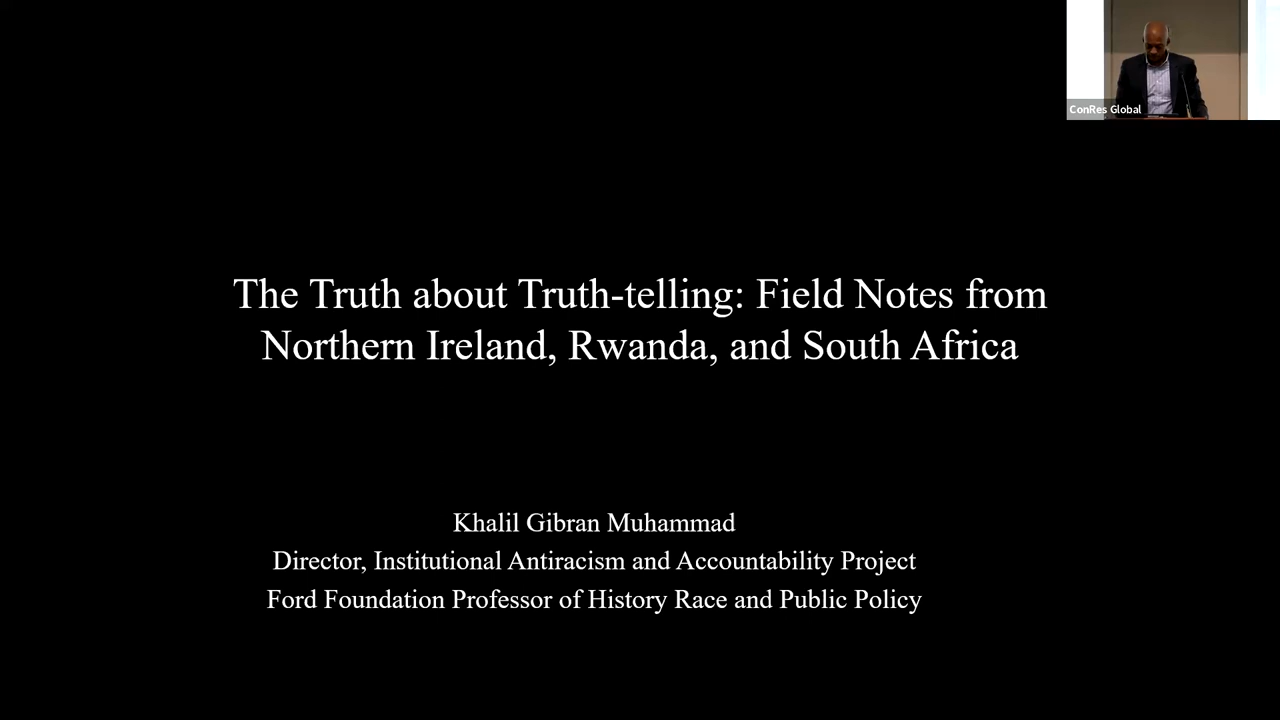 ConRes Global
The Truth about Truth-telling: Field Notes from
Northern Ireland, Rwanda, and South Africa
Khalil Gibran Muhammad
Director, Institutional Antiracism and Accountability Project
Ford Foundation Professor of History Race and Public Policy